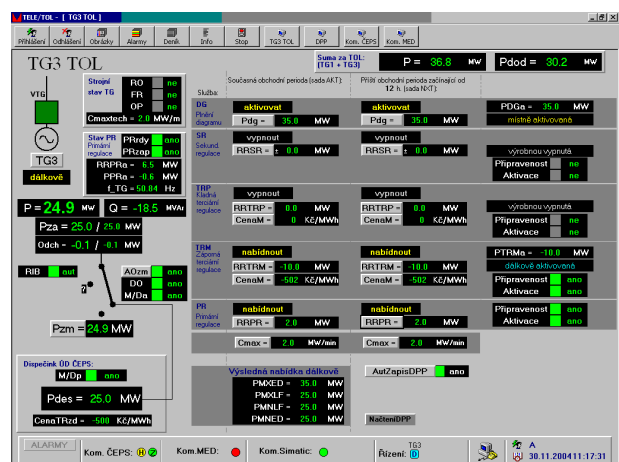 TELE/TOL - [ TG3 TOL ]
Přihlášení Odhlášení Obrázky Alarmy Deník Info Stop TG3 TOL DPP Kom. ČEPS Kom. MED
TG3 TOL
Suma za TOL: (TG1 + TG3)
P = 36.8 MW
Pdod = 30.2 MW
VTG
Strojní stav TG
RO ne
FR ne
OP ne
Cmaxtech = 2.0 MW/m
Stav PR Primární regulace
PRrdy ano
PRzap ano
RRPRa = 6.5 MW
PPRa = -0.6 MW
f_TG = 50.04 Hz
TG3
dálkově
P = 24.9 MW
Q = -18.5 MVAr
Pza = 25.0 / 25.0 MW
Odch = -0.1 / -0.1 MW
RIB aut
AOzm ano
DO ano
M/Da ano
Pzm = 24.9 MW
Dispečink ÚD ČEPS:
M/Dp ano
Pdes = 25.0 MW
CenaTRzd = -500 Kč/MWh
Služba:
Současná obchodní perioda (sada AKT):
Příští obchodní perioda začínající od
12 h. (sada NXT):
DG
Plnění diagramu
aktivovat
Pdg = 35.0 MW
aktivovat
Pdg = 35.0 MW
PDGa = 35.0 MW
místně aktivovaná
SR
Sekund. regulace
vypnout
RRSR = ± 0.0 MW
vypnout
RRSR = ± 0.0 MW
Připravenost ne
Aktivace ne
TRP
Kladná terciární regulace
vypnout
RRTRP = 0.0 MW
CenaM = 0 Kč/MWh
vypnout
RRTRP = 0.0 MW
CenaM = 0 Kč/MWh
výrobnou vypnutá
Připravenost ne
Aktivace ne
TRM
Záporná terciární regulace
nabídnout
RRTRM = -10.0 MW
CenaM = -502 Kč/MWh
nabídnout
RRTRM = -10.0 MW
CenaM = -502 Kč/MWh
PTRMa = -10.0 MW
dálkově aktivovaná
Připravenost ano
Aktivace ano
PR
Primární regulace
nabídnout
RRPR = 2.0 MW
nabídnout
RRPR = 2.0 MW
Připravenost ano
Aktivace ano
Cmax = 2.0 MW/min
Cmax = 2.0 MW/min
Výsledná nabídka dálkově
PMXED = 35.0 MW
PMXLF = 25.0 MW
PMNLF = 25.0 MW
PMNED = 25.0 MW
AutZapisDPP ano
NačteníDPP
ALARMY
Kom. ČEPS: H Z
Kom.MED:
Kom.Simatic:
TG3
Řízení: D
A
30.11.2004 11:17:31